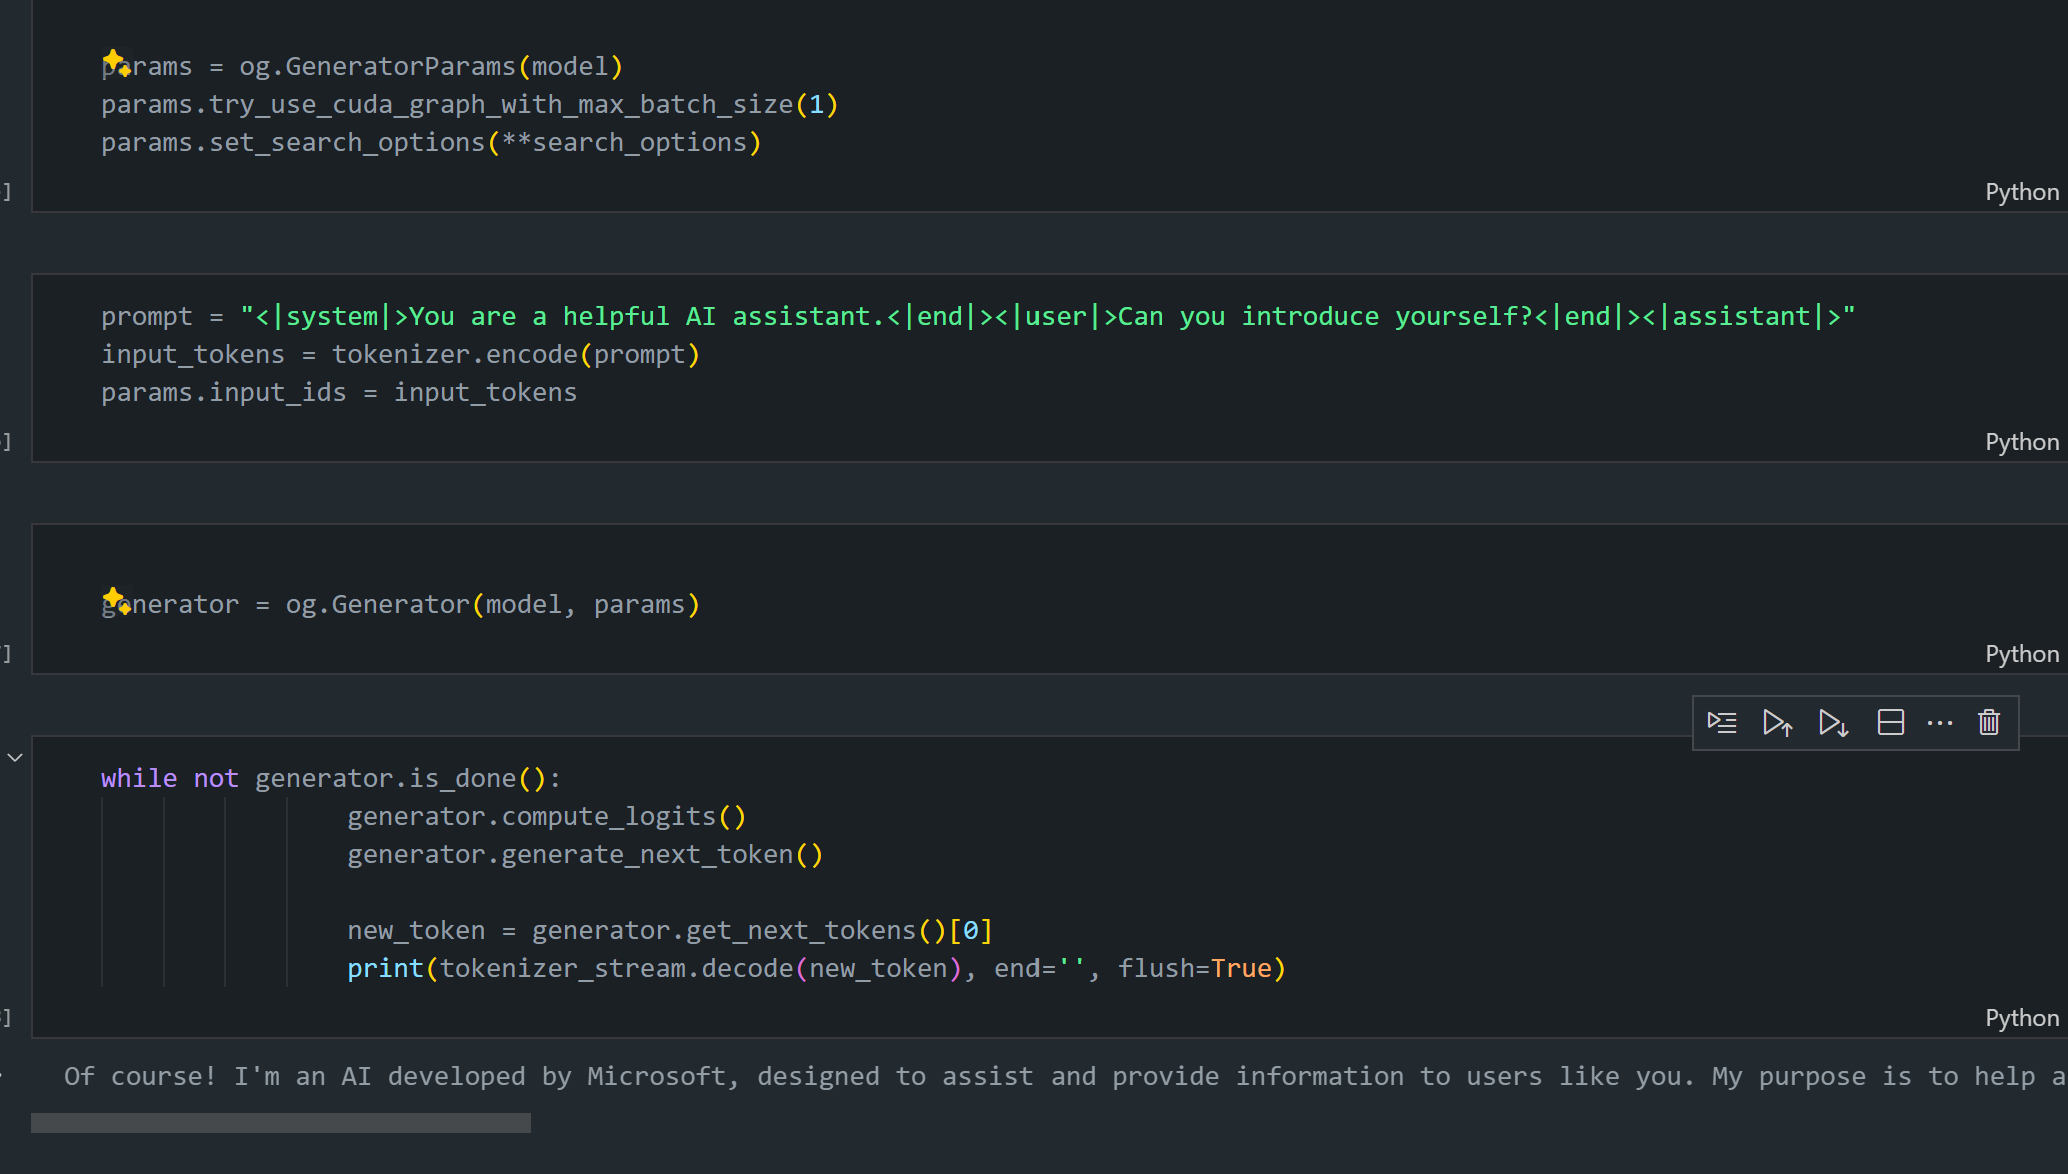 params = og.GeneratorParams(model)
params.try_use_cuda_graph_with_max_batch_size(1)
params.set_search_options(**search_options)
]
Python
prompt = "<|system|>You are a helpful AI assistant.<|end|><|user|>Can you introduce yourself?<|end|><|assistant|>"
input_tokens = tokenizer.encode(prompt)
params.input_ids = input_tokens
]
Python
generator = og.Generator(model, params)
]
Python
while not generator.is_done():
                generator.compute_logits()
                generator.generate_next_token()
                new_token = generator.get_next_tokens()[0]
                print(tokenizer_stream.decode(new_token), end='', flush=True)
]
Python
Of course! I'm an AI developed by Microsoft, designed to assist and provide information to users like you. My purpose is to help a